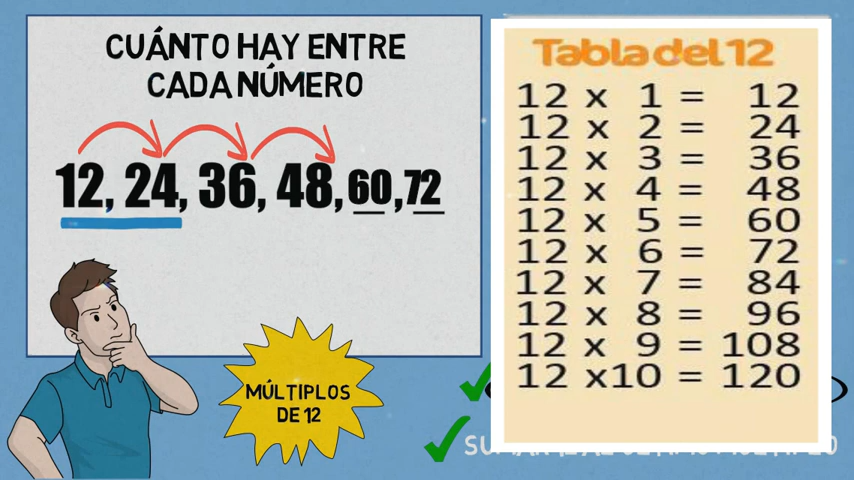 CUÁNTO HAY ENTRE
CADA NÚMERO
12, 24, 36, 48, 60, 72
MÚLTIPLOS
DE 12
Tabla del 12
12 x 1 = 12
12 x 2 = 24
12 x 3 = 36
12 x 4 = 48
12 x 5 = 60
12 x 6 = 72
12 x 7 = 84
12 x 8 = 96
12 x 9 = 108
12 x10 = 120